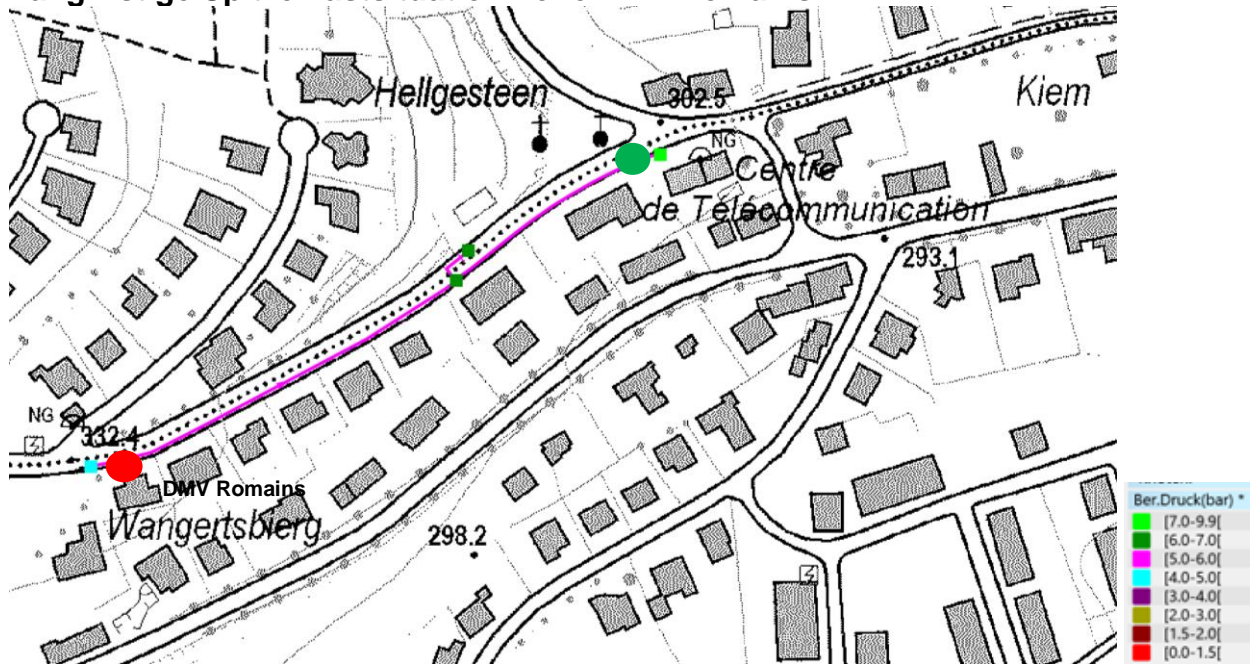 Hellgesteen
302.5
Kiem
NG
Centre
de Télécommunication
293.1
NG
332.4
DMV Romains
Wangertsbierg
298.2
Ber.Druck(bar) *
[7.0-9.9[
[6.0-7.0[
[5.0-6.0[
[4.0-5.0[
[3.0-4.0[
[2.0-3.0[
[1.5-2.0[
[0.0-1.5[